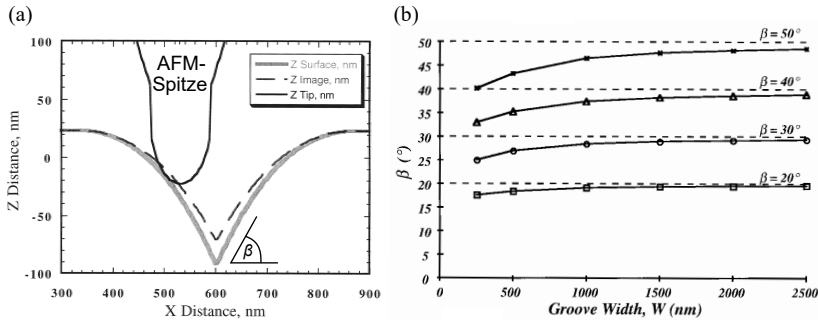 (a)
100
50
0
-50
-100
Z Distance, nm
300 400 500 600 700 800 900
X Distance, nm
AFM-
Spitze
Z Surface, nm
Z Image, nm
Z Tip, nm
β
(b)
50
45
40
35
30
25
20
15
10
5
0
β (°)
0 500 1000 1500 2000 2500
Groove Width, W (nm)
β = 50°
β = 40°
β = 30°
β = 20°